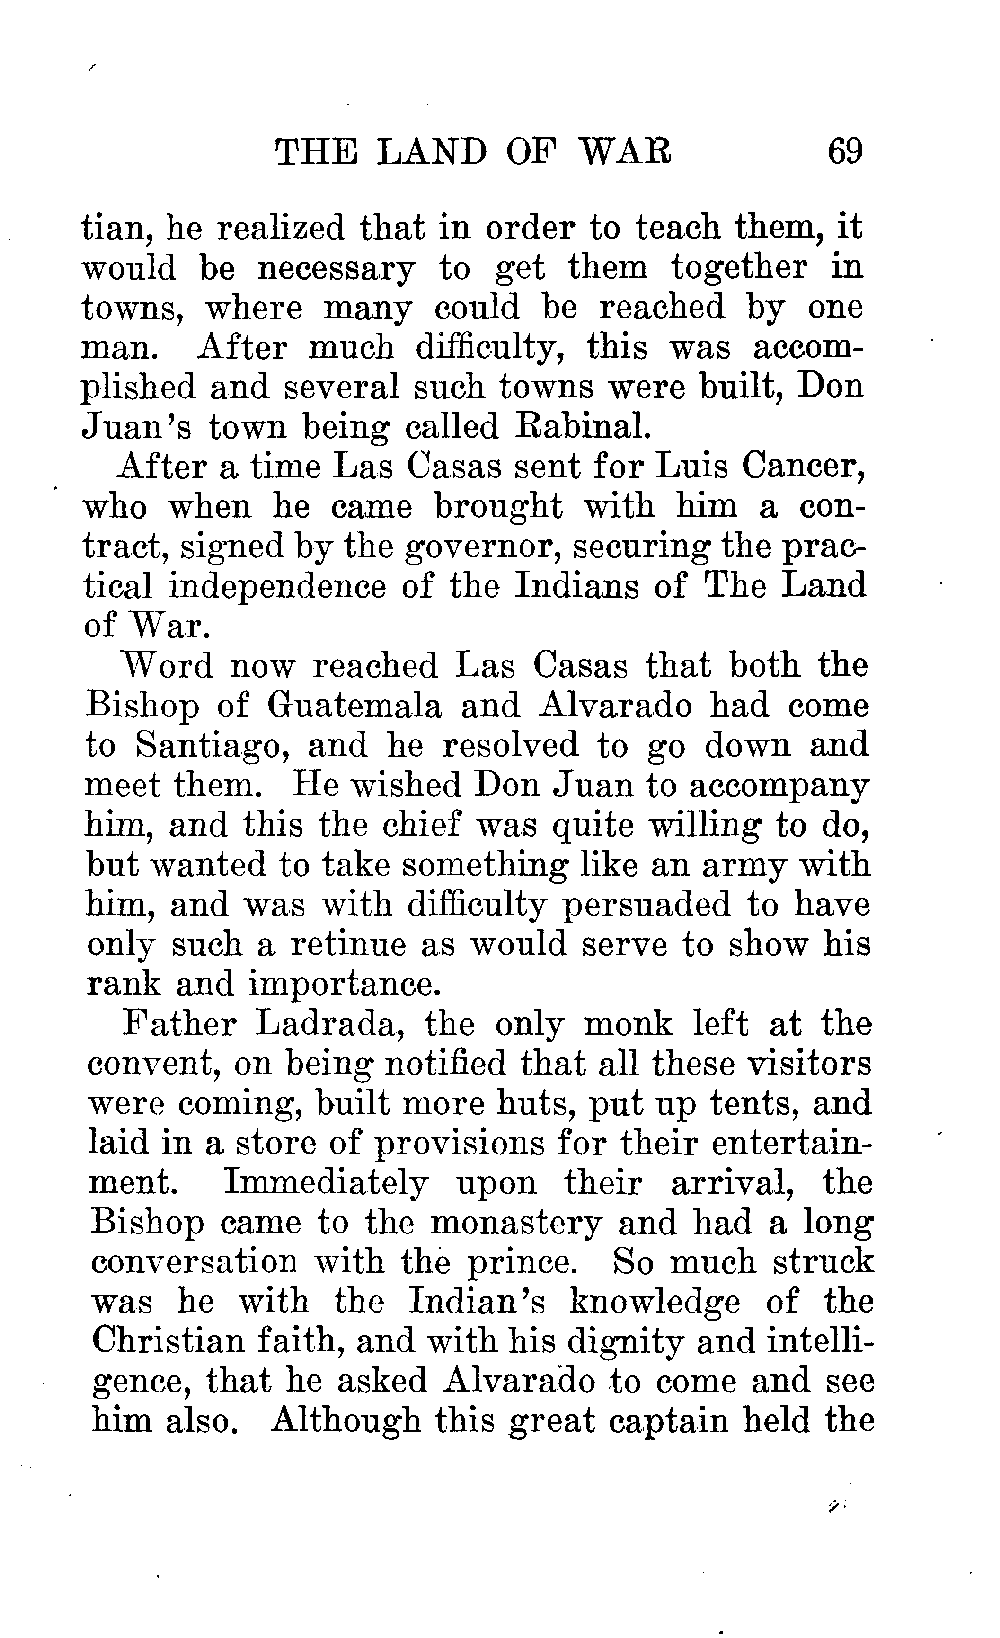 THE LAND OF WAR 69
tian, he realized that in order to teach them, it
would be necessary to get them together in
towns, where many could be reached by one
man. After much difficulty, this was accom-
plished and several such towns were built, Don
Juan's town being called Rabinal.
After a time Las Casas sent for Luis Cancer,
who when he came brought with him a con-
tract, signed by the governor, securing the prac-
tical independence of the Indians of The Land
of War.
Word now reached Las Casas that both the
Bishop of Guatemala and Alvarado had come
to Santiago, and he resolved to go down and
meet them. He wished Don Juan to accompany
him, and this the chief was quite willing to do,
but wanted to take something like an army with
him, and was with difficulty persuaded to have
only such a retinue as would serve to show his
rank and importance.
Father Ladrada, the only monk left at the
convent, on being notified that all these visitors
were coming, built more huts, put up tents, and
laid in a store of provisions for their entertain-
ment. Immediately upon their arrival, the
Bishop came to the monastery and had a long
conversation with the prince. So much struck
was he with the Indian's knowledge of the
Christian faith, and with his dignity and intelli-
gence, that he asked Alvarado to come and see
him also. Although this great captain held the